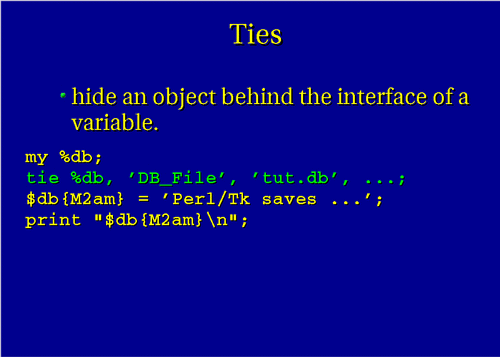 Ties
hide an object behind the interface of a
variable.
my %db;
tie %db, ’DB_File’, ’tut.db’, ...;
$db{M2am} = ’Perl/Tk saves ...’;
print "$db{M2am}\n";